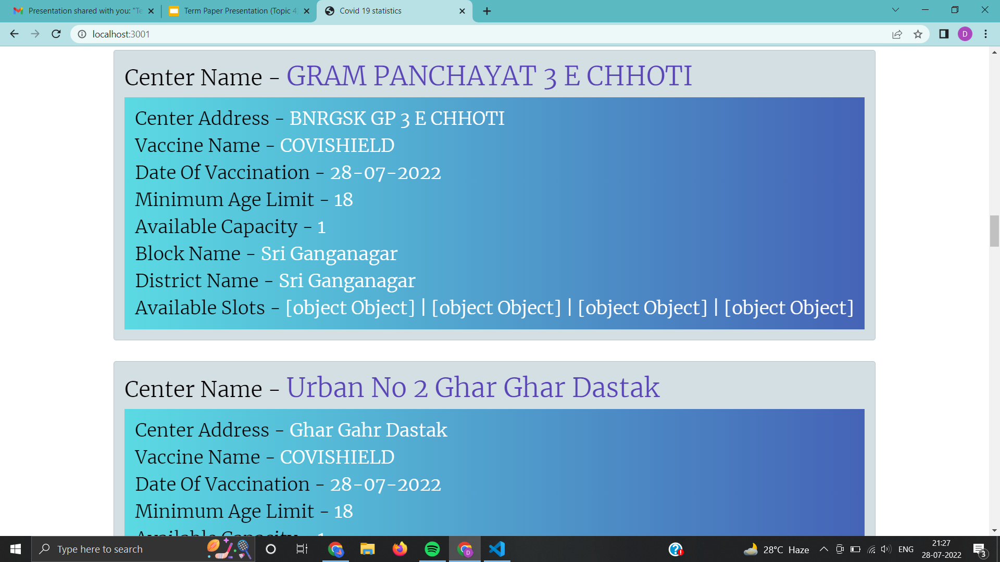 Presentation shared with you: "Te
Term Paper Presentation (Topic 4
Covid 19 statistics
localhost:3001
D
Center Name - GRAM PANCHAYAT 3 E CHHOTI
Center Address - BNRGSK GP 3 E CHHOTI
Vaccine Name - COVISHIELD
Date Of Vaccination - 28-07-2022
Minimum Age Limit - 18
Available Capacity - 1
Block Name - Sri Ganganagar
District Name - Sri Ganganagar
Available Slots - [object Object] | [object Object] | [object Object] | [object Object]
Center Name - Urban No 2 Ghar Ghar Dastak
Center Address - Ghar Gahr Dastak
Vaccine Name - COVISHIELD
Date Of Vaccination - 28-07-2022
Minimum Age Limit - 18
Available Capacity - 1
Type here to search
D
28°C Haze
ENG
21:27
28-07-2022
3